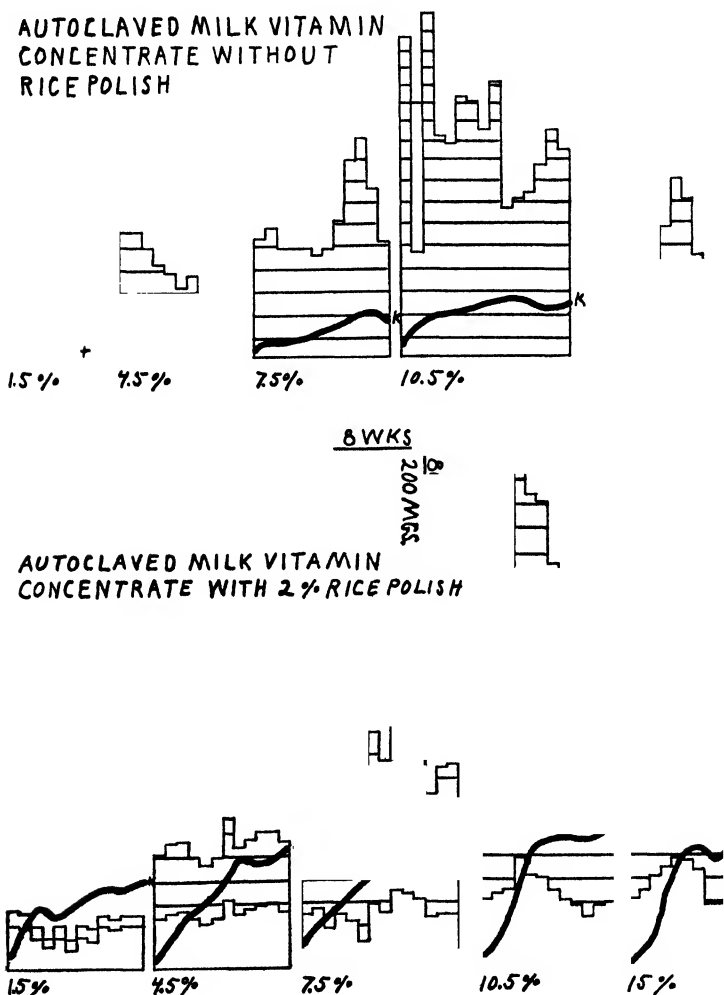 AUTOCLAVED MILK VITAMIN
CONCENTRATE WITHOUT
RICE POLISH
K
K
+
1.5% 4.5% 7.5% 10.5%
8 WKS
200 MGS.
AUTOCLAVED MILK VITAMIN
CONCENTRATE WITH 2% RICE POLISH
1.5% 4.5% 7.5% 10.5% 15%